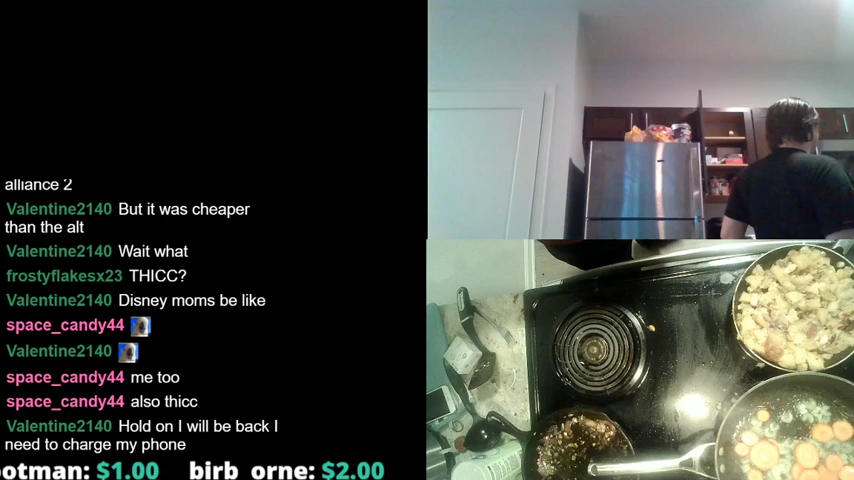 alliance 2
Valentine2140 But it was cheaper
than the alt
Valentine2140 Wait what
frostyflakesx23 THICC?
Valentine2140 Disney moms be like
space_candy44
Valentine2140
space_candy44 me too
space_candy44 also thicc
Valentine2140 Hold on I will be back I
need to charge my phone
otman: $1.00 birb_orne: $2.00